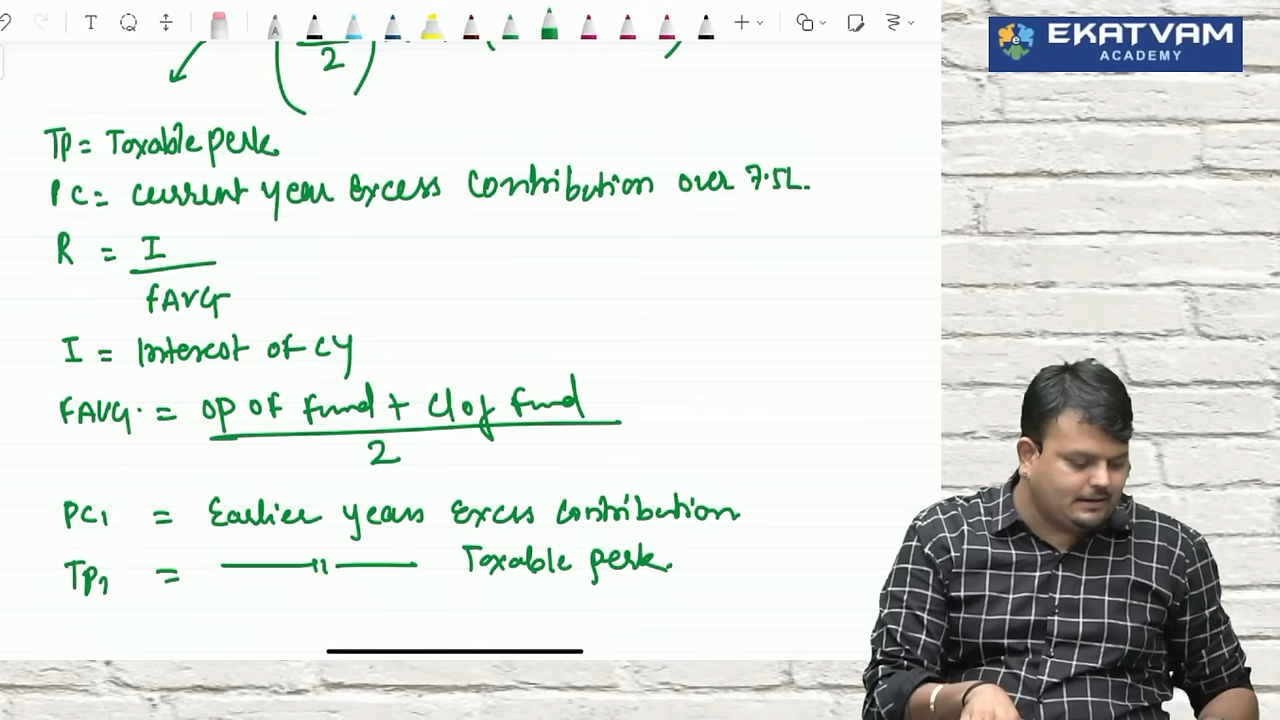 T
A
EKATVAM
ACADEMY
2
TP = Taxable perk
PC = current year Excess Contribution over 7.5L.
R = I
FAVG
I = Interest of CY
FAVG. = OP of fund + Cl of fund
2
PC1 = Earlier years Excess Contribution
TP1 = —"— Taxable perk.